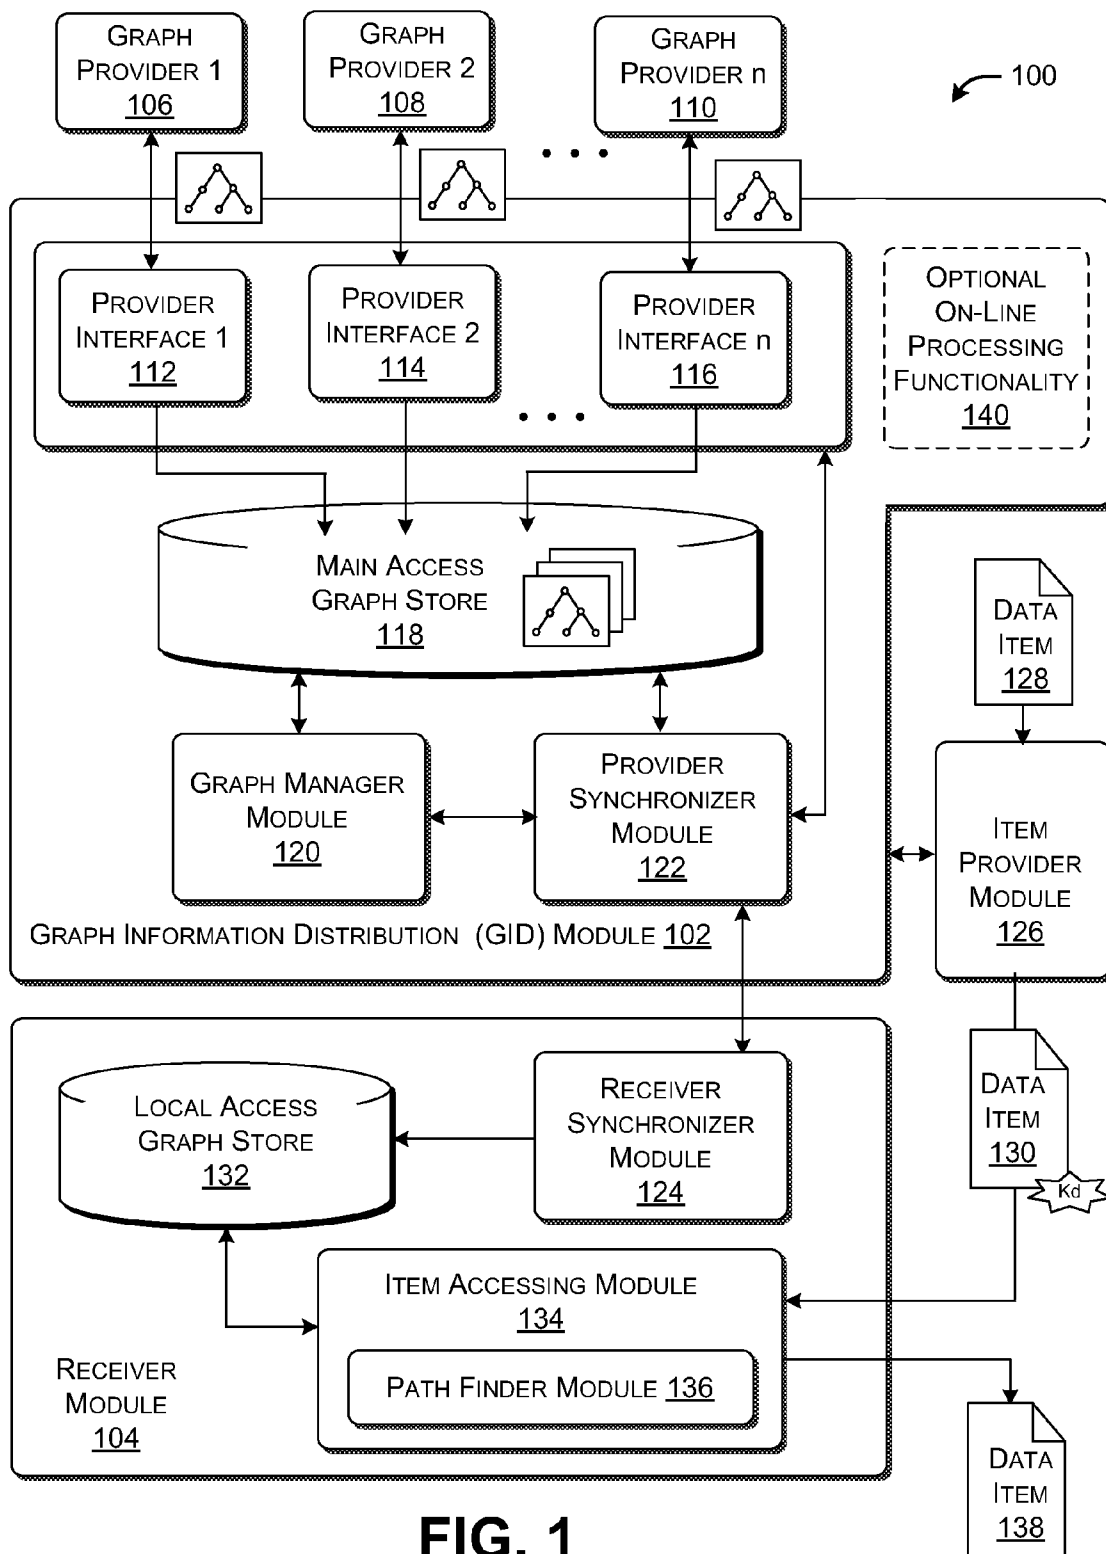 GRAPH
PROVIDER 1
106
GRAPH
PROVIDER 2
108
GRAPH
PROVIDER n
110
100
• • •
PROVIDER
INTERFACE 1
112
PROVIDER
INTERFACE 2
114
PROVIDER
INTERFACE n
116
• • •
OPTIONAL
ON-LINE
PROCESSING
FUNCTIONALITY
140
MAIN ACCESS
GRAPH STORE
118
DATA
ITEM
128
GRAPH MANAGER
MODULE
120
PROVIDER
SYNCHRONIZER
MODULE
122
ITEM
PROVIDER
MODULE
126
GRAPH INFORMATION DISTRIBUTION (GID) MODULE 102
LOCAL ACCESS
GRAPH STORE
132
RECEIVER
SYNCHRONIZER
MODULE
124
DATA
ITEM
130
Kd
ITEM ACCESSING MODULE
134
PATH FINDER MODULE 136
RECEIVER
MODULE
104
DATA
ITEM
138
FIG. 1